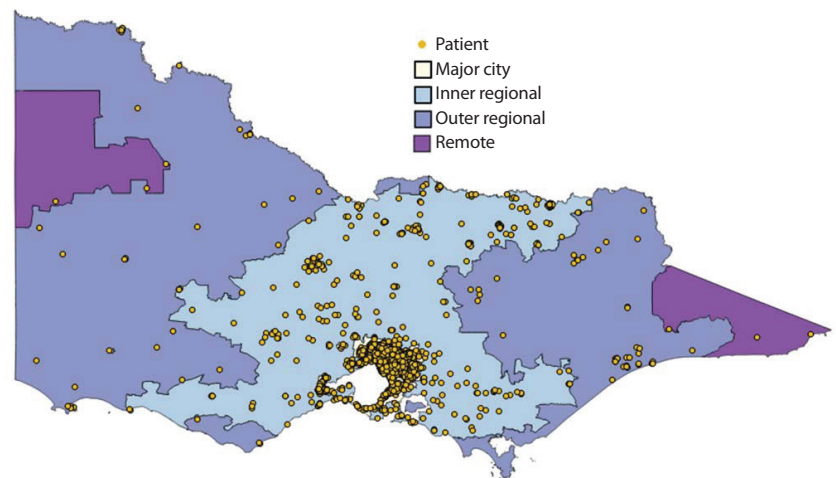 Patient
Major city
Inner regional
Outer regional
Remote